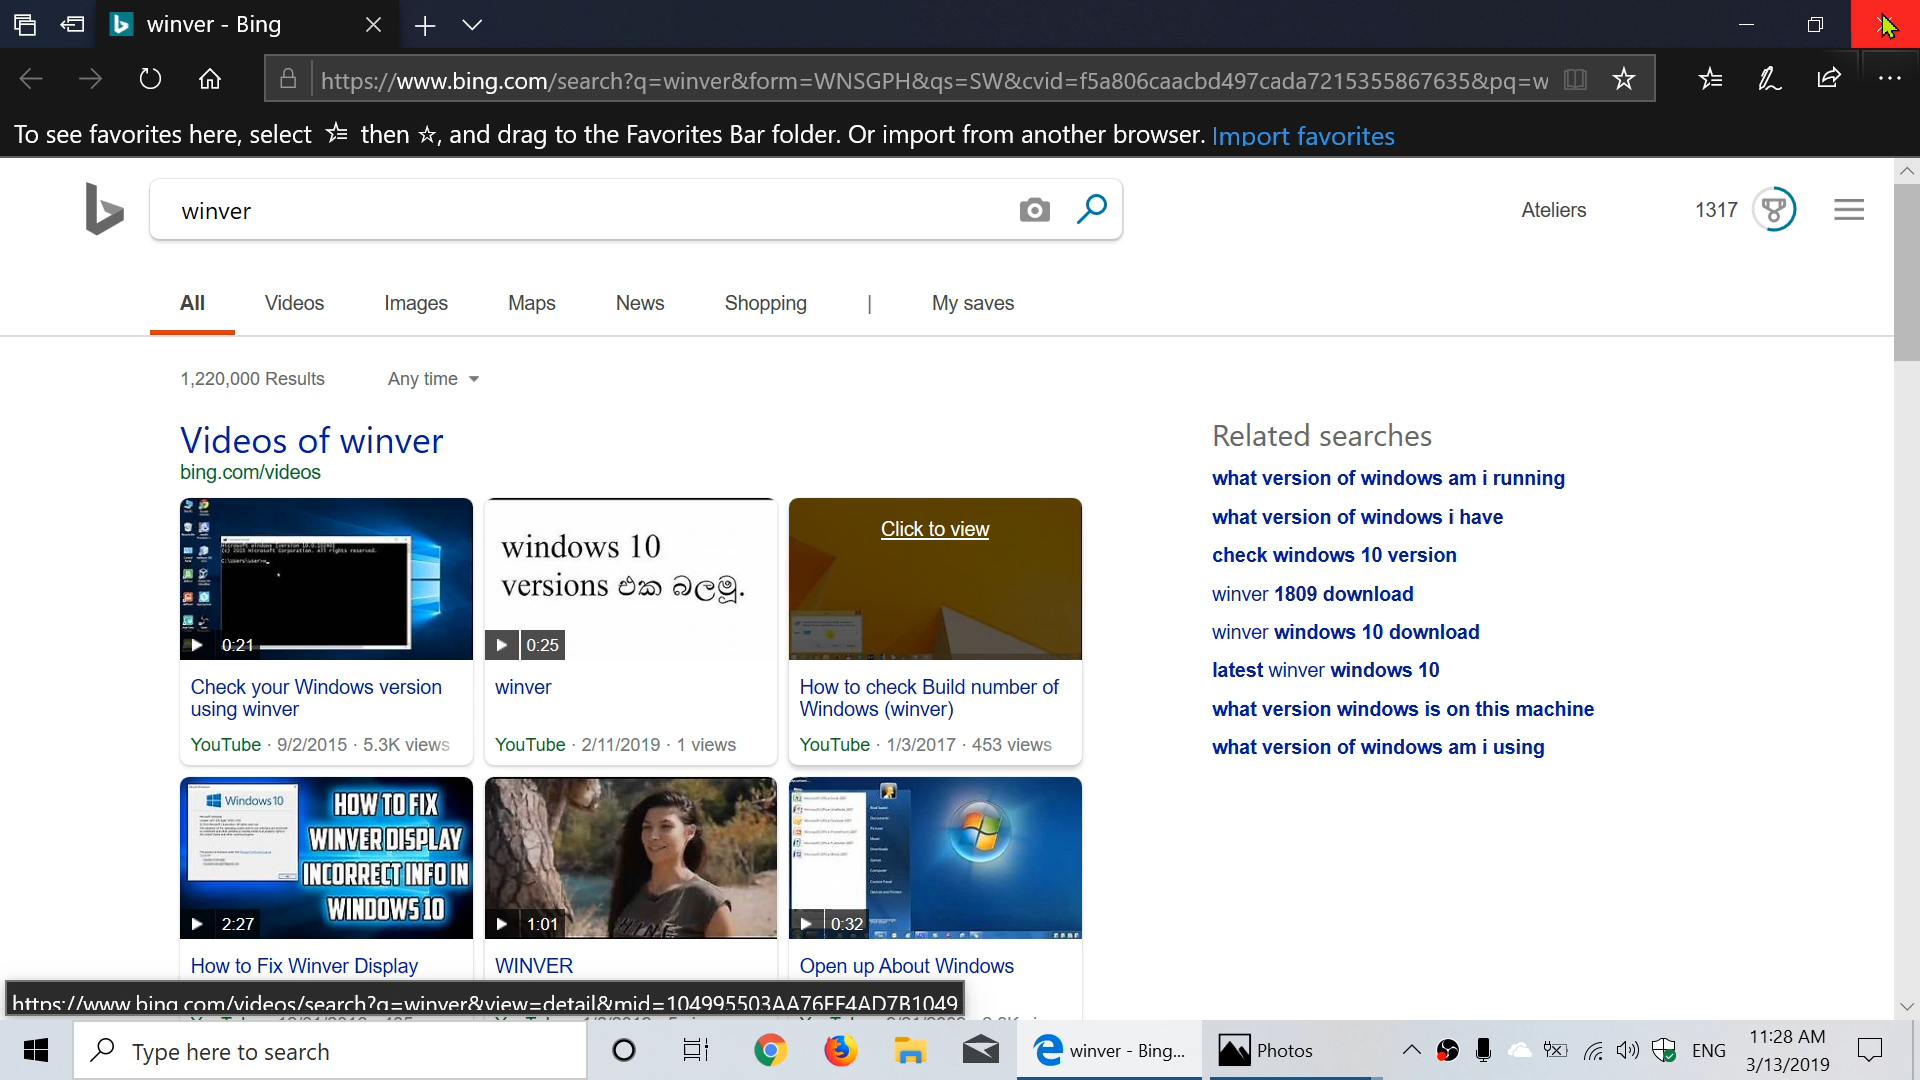 winver - Bing
https://www.bing.com/search?q=winver&form=WNSGPH&qs=SW&cvid=f5a806caacbd497cada7215355867635&pq=w
To see favorites here, select then ☆, and drag to the Favorites Bar folder. Or import from another browser. Import favorites
winver
Ateliers
1317
All Videos Images Maps News Shopping | My saves
1,220,000 Results Any time
Videos of winver
bing.com/videos
0:21
Check your Windows version
using winver
YouTube · 9/2/2015 · 5.3K views
windows 10
versions එක බලමු.
0:25
winver
YouTube · 2/11/2019 · 1 views
Click to view
How to check Build number of
Windows (winver)
YouTube · 1/3/2017 · 453 views
Windows 10
HOW TO FIX
WINVER DISPLAY
INCORRECT INFO IN
WINDOWS 10
2:27
How to Fix Winver Display
1:01
WINVER
0:32
Open up About Windows
Related searches
what version of windows am i running
what version of windows i have
check windows 10 version
winver 1809 download
winver windows 10 download
latest winver windows 10
what version windows is on this machine
what version of windows am i using
https://www.bing.com/videos/search?q=winver&view=detail&mid=104995503AA76FF4AD7B1049
Type here to search
winver - Bing...
Photos
ENG
11:28 AM
3/13/2019